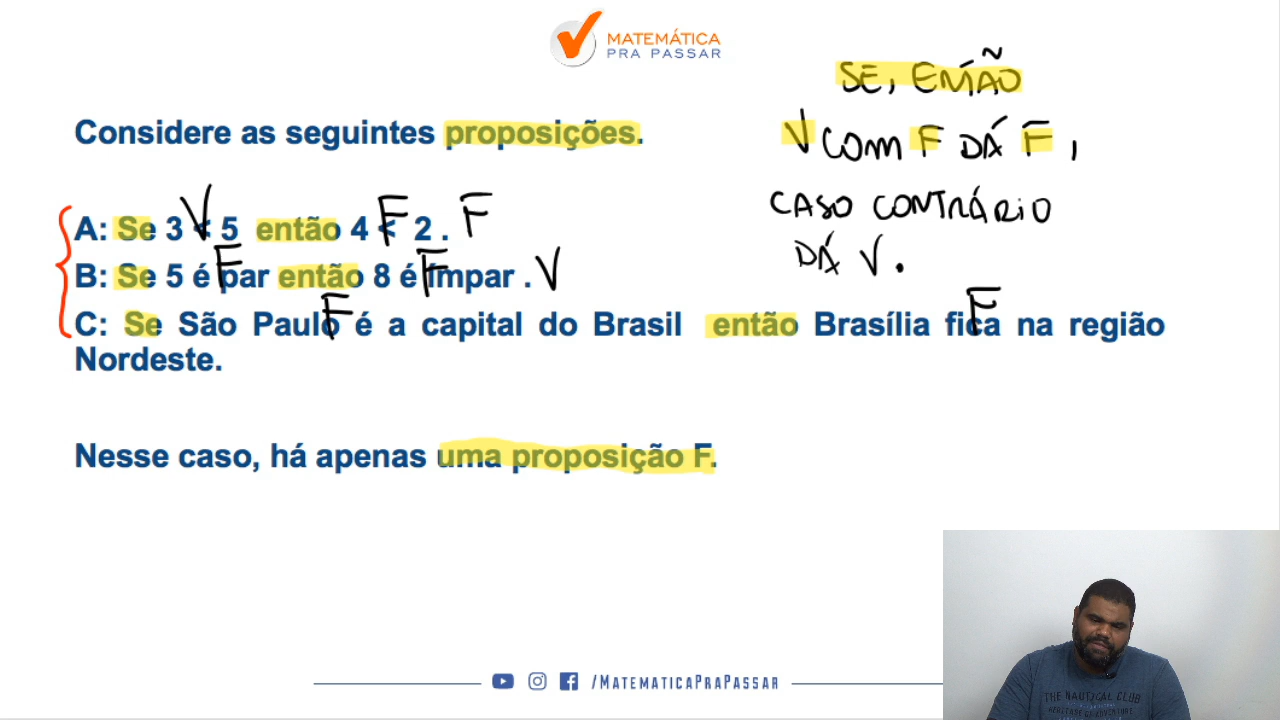 MATEMÁTICA
PRA PASSAR
SE, ENTÃO
V COM F DÁ F,
CASO CONTRÁRIO
DÁ V.
Considere as seguintes proposições.
V F F
A: Se 3 < 5 então 4 < 2 .
F F V
B: Se 5 é par então 8 é ímpar .
F F
C: Se São Paulo é a capital do Brasil então Brasília fica na região
Nordeste.
Nesse caso, há apenas uma proposição F.
/MATEMATICAPRAPASSAR
THE NAUTICAL CLUB